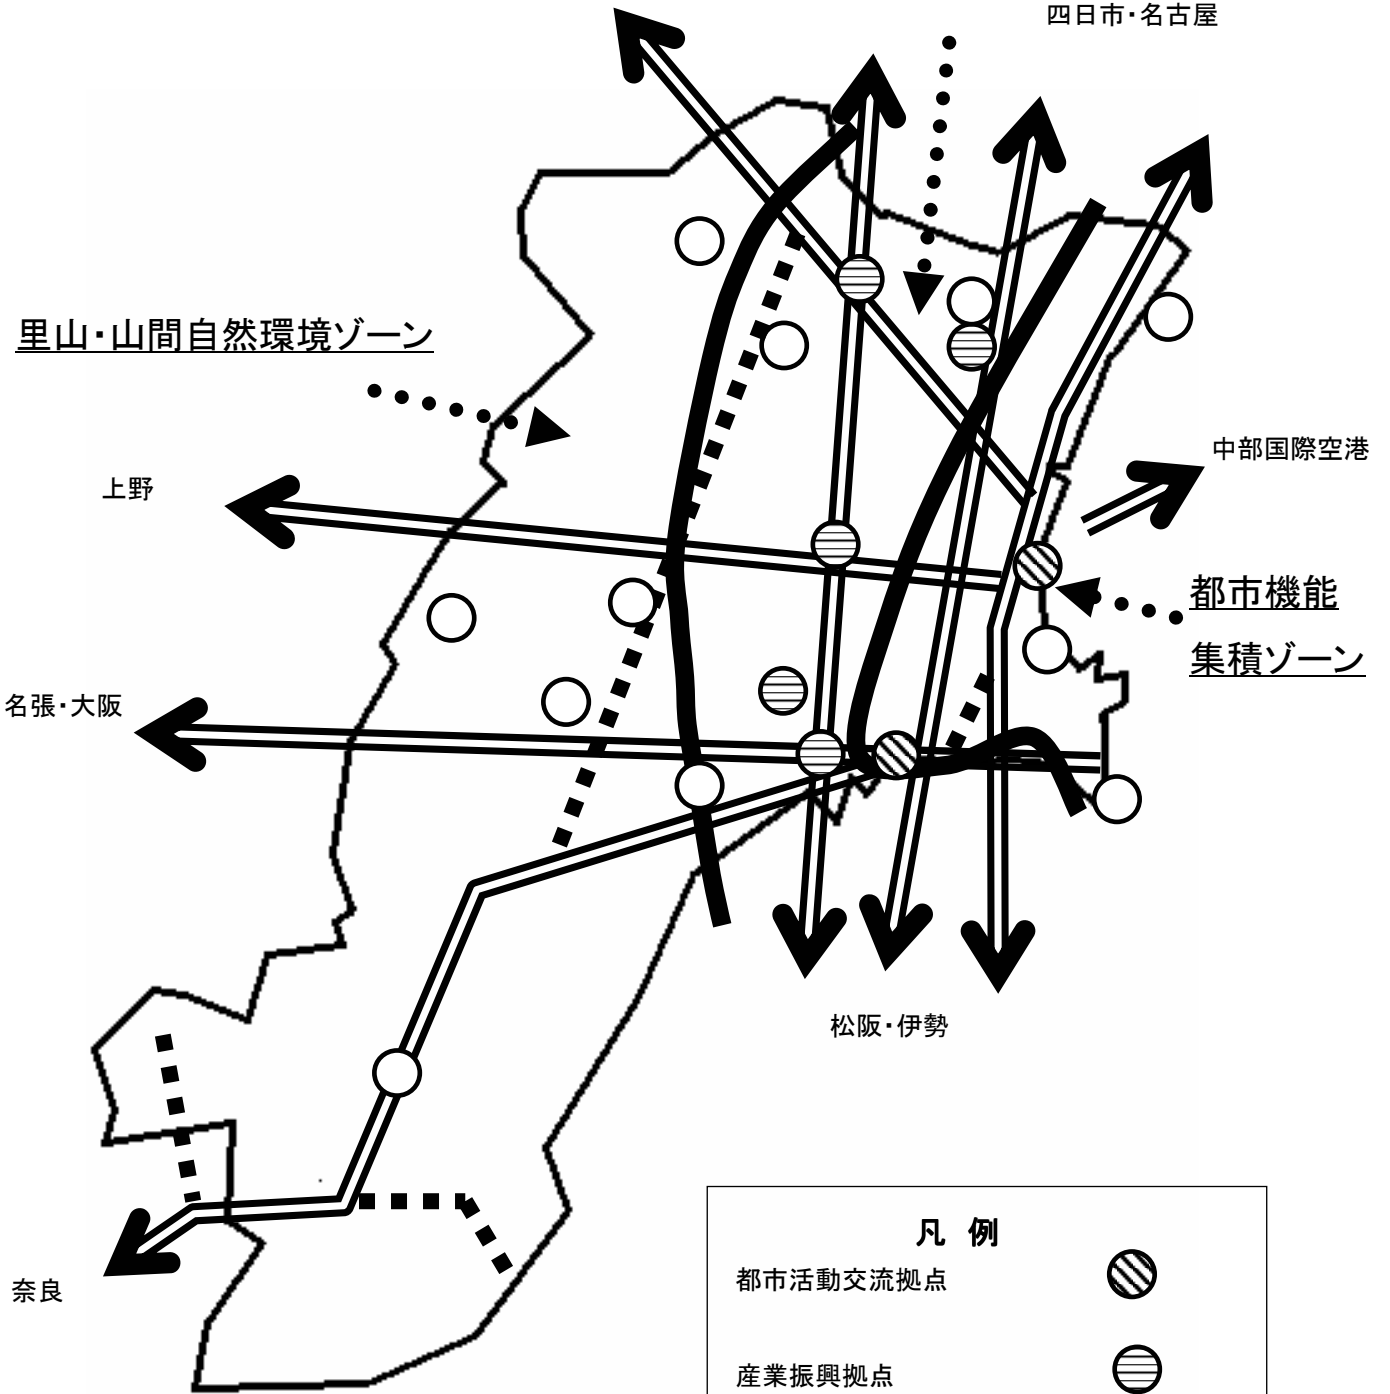 四日市・名古屋
里山・山間自然環境ゾーン
中部国際空港
上野
都市機能
集積ゾーン
名張・大阪
松阪・伊勢
奈良
凡 例
都市活動交流拠点
産業振興拠点